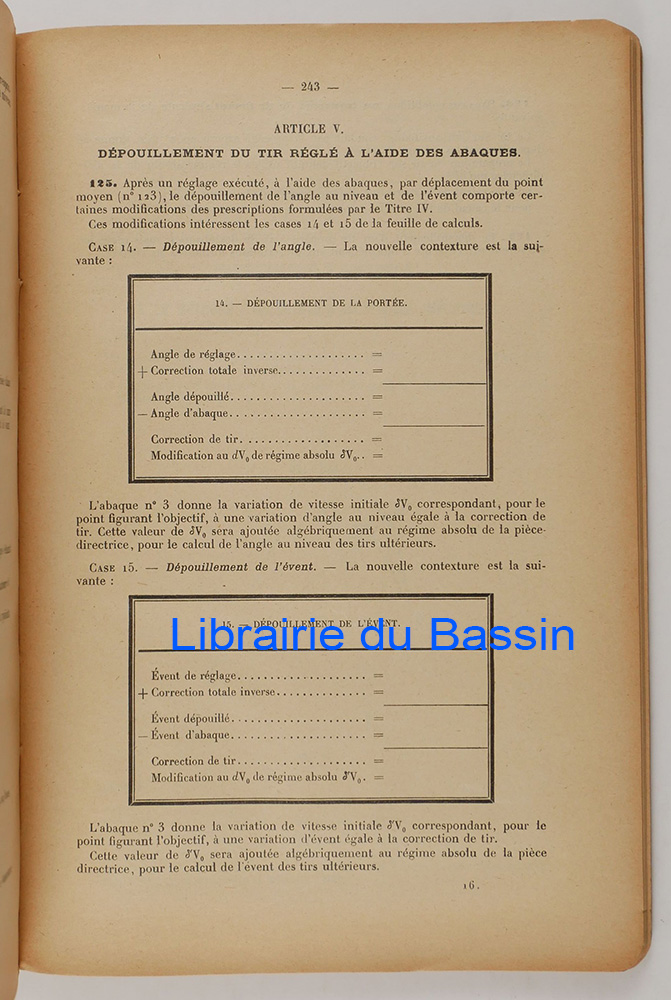 — 243 —
ARTICLE V.
DÉPOUILLEMENT DU TIR RÉGLÉ À L'AIDE DES ABAQUES.
125. Après un réglage exécuté, à l'aide des abaques, par déplacement du point
moyen (n° 123), le dépouillement de l'angle au niveau et de l'évent comporte cer-
taines modifications des prescriptions formulées par le Titre IV.
Ces modifications intéressent les cases 14 et 15 de la feuille de calculs.
CASE 14. — Dépouillement de l'angle. — La nouvelle contexture est la sui-
vante :
14. — DÉPOUILLEMENT DE LA PORTÉE.
Angle de réglage.................... =
+ Correction totale inverse.............. =
Angle dépouillé..................... =
— Angle d'abaque..................... =
Correction de tir................... =
Modification au dV₀ de régime absolu δV₀.. =
L'abaque n° 3 donne la variation de vitesse initiale δV₀ correspondant, pour le
point figurant l'objectif, à une variation d'angle au niveau égale à la correction de
tir. Cette valeur de δV₀ sera ajoutée algébriquement au régime absolu de la pièce-
directrice, pour le calcul de l'angle au niveau des tirs ultérieurs.
CASE 15. — Dépouillement de l'évent. — La nouvelle contexture est la sui-
vante :
15. — DÉPOUILLEMENT DE L'ÉVENT.
Librairie du Bassin
Évent de réglage.................... =
+ Correction totale inverse.............. =
Évent dépouillé..................... =
— Évent d'abaque..................... =
Correction de tir.................... =
Modification au dV₀ de régime absolu δ'V₀. =
L'abaque n° 3 donne la variation de vitesse initiale δ'V₀ correspondant, pour le
point figurant l'objectif, à une variation d'évent égale à la correction de tir.
Cette valeur de δ'V₀ sera ajoutée algébriquement au régime absolu de la pièce
directrice, pour le calcul de l'évent des tirs ultérieurs.
16.